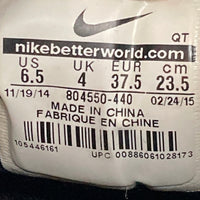 QT
nikebetterworld.com
US UK EUR cm
6.5 4 37.5 23.5
11/19/14 804550-440 02/24/15
MADE IN CHINA
FABRIQUE EN CHINE
105446161
UPC 00886061028173